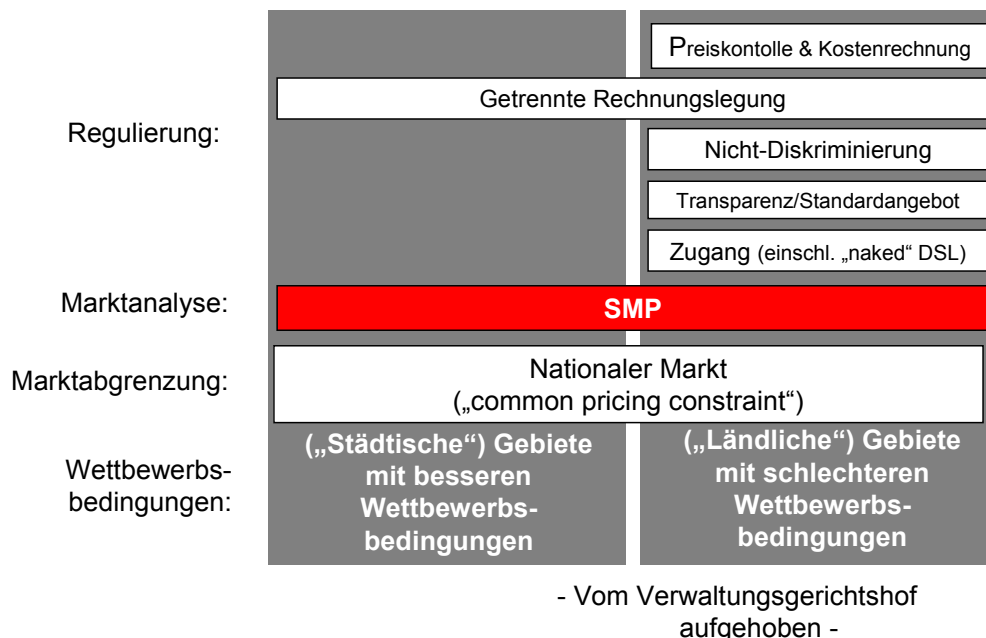 Preiskontolle & Kostenrechnung
Getrennte Rechnungslegung
Regulierung:
Nicht-Diskriminierung
Transparenz/Standardangebot
Zugang (einschl. „naked“ DSL)
Marktanalyse:
SMP
Marktabgrenzung:
Nationaler Markt
(„common pricing constraint“)
Wettbewerbs-
bedingungen:
(„Städtische“) Gebiete
mit besseren
Wettbewerbs-
bedingungen
(„Ländliche“) Gebiete
mit schlechteren
Wettbewerbs-
bedingungen
- Vom Verwaltungsgerichtshof
aufgehoben -